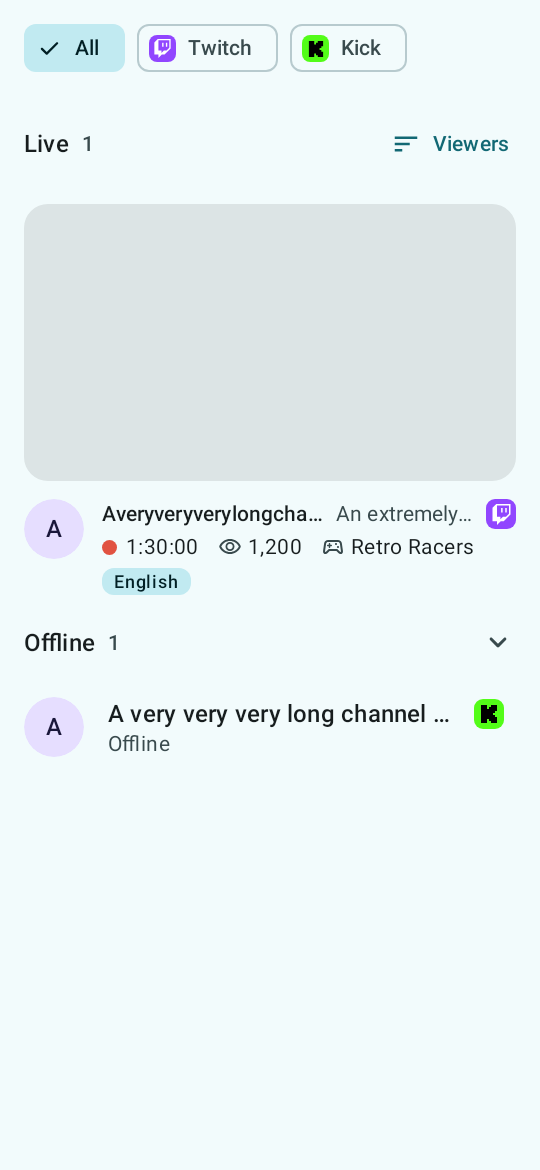 All Twitch Kick
Live 1 Viewers
Averyveryverylongcha… An extremely…
A 1:30:00 1,200 Retro Racers
English
Offline 1
A A very very very long channel …
Offline